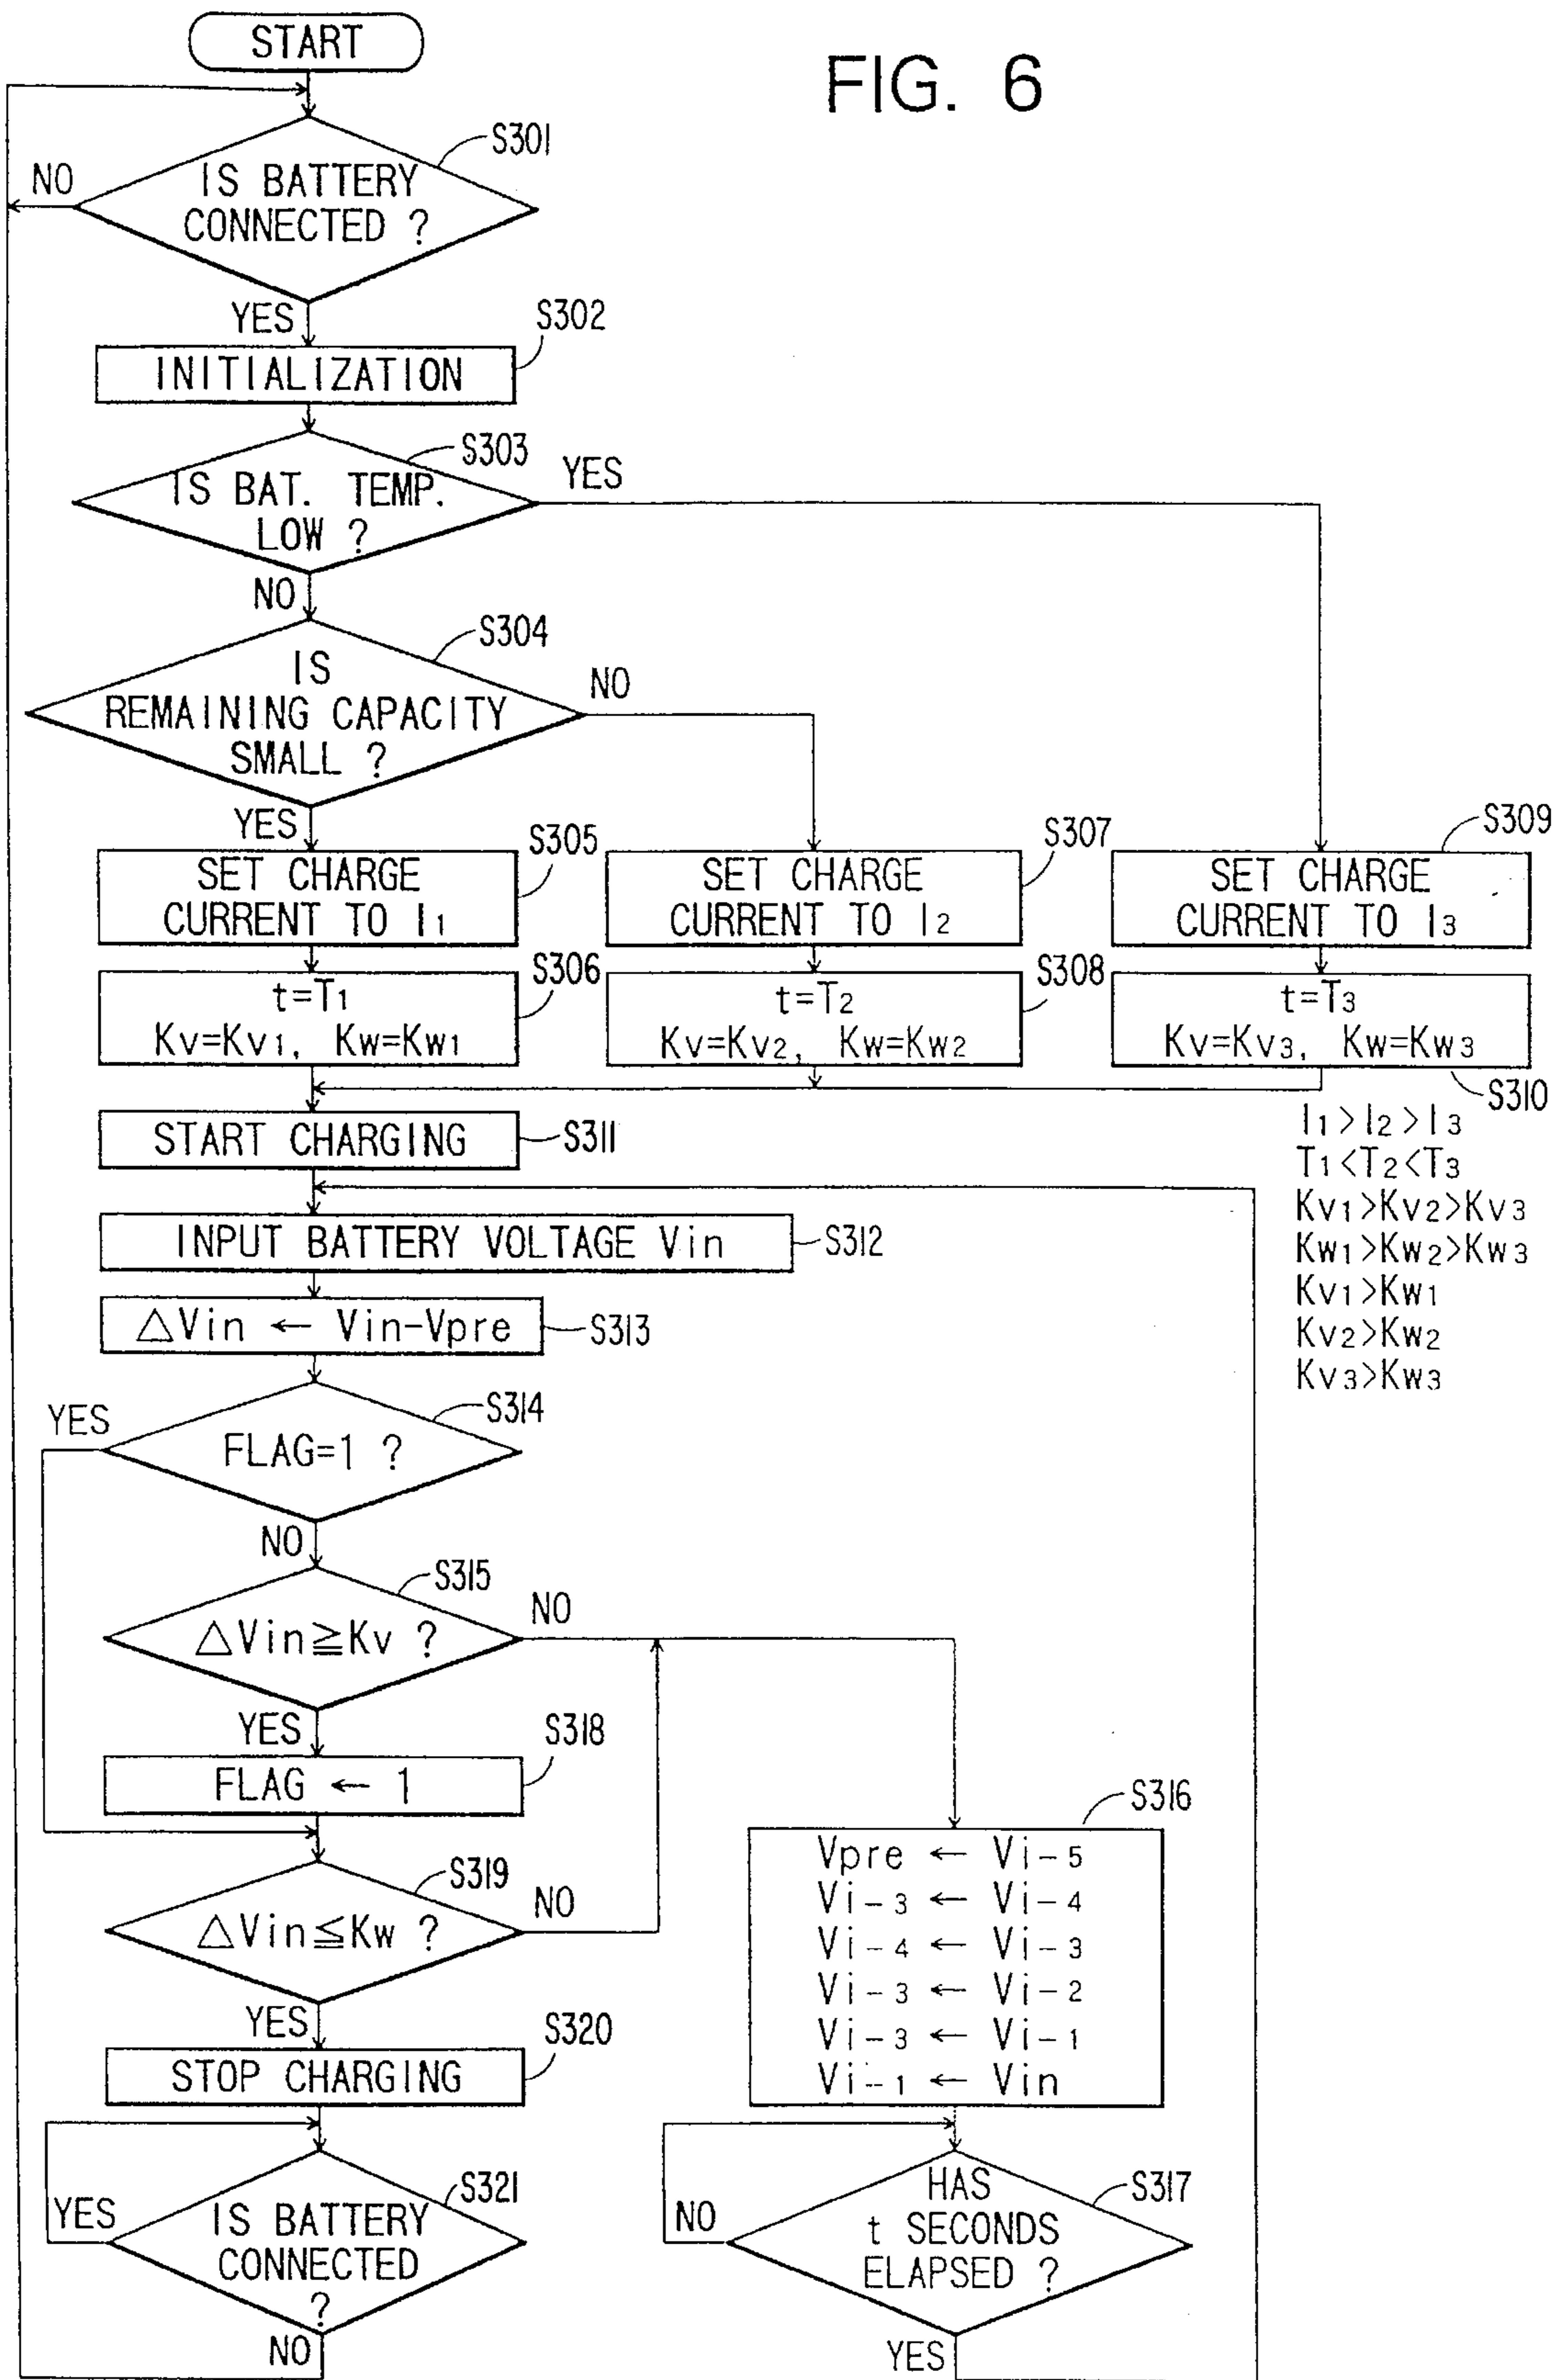 FIG. 6
START
S301
IS BATTERY
CONNECTED ?
NO
YES
S302
INITIALIZATION
S303
IS BAT. TEMP.
LOW ?
YES
NO
S304
IS
REMAINING CAPACITY
SMALL ?
NO
YES
S305
SET CHARGE
CURRENT TO I1
S307
SET CHARGE
CURRENT TO I2
S309
SET CHARGE
CURRENT TO I3
S306
t=T1
Kv=Kv1, Kw=Kw1
S308
t=T2
Kv=Kv2, Kw=Kw2
t=T3
Kv=Kv3, Kw=Kw3
S310
I1>I2>I3
T1<T2<T3
Kv1>Kv2>Kv3
Kw1>Kw2>Kw3
Kv1>Kw1
Kv2>Kw2
Kv3>Kw3
START CHARGING
S311
INPUT BATTERY VOLTAGE Vin
S312
△Vin ← Vin-Vpre
S313
S314
YES
FLAG=1 ?
NO
S315
△Vin≧Kv ?
NO
YES
S318
FLAG ← 1
S319
△Vin≦Kw ?
NO
YES
S320
STOP CHARGING
S321
YES
IS BATTERY
CONNECTED
?
NO
S316
Vpre ← Vi-5
Vi-3 ← Vi-4
Vi-4 ← Vi-3
Vi-3 ← Vi-2
Vi-3 ← Vi-1
Vi-1 ← Vin
S317
HAS
t SECONDS
ELAPSED ?
NO
YES